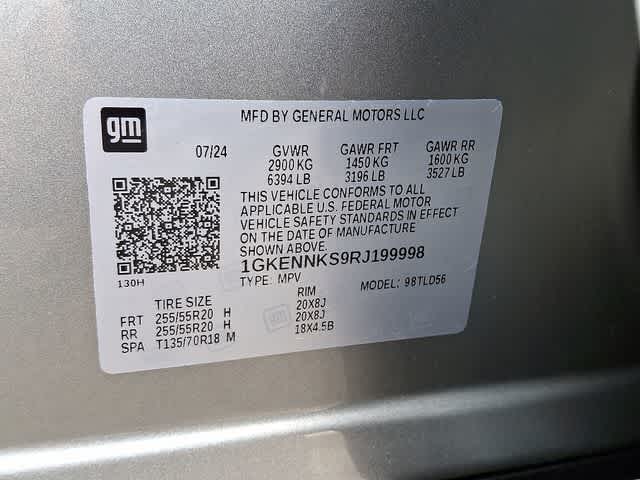 gm
MFD BY GENERAL MOTORS LLC
07/24 GVWR GAWR FRT GAWR RR
2900 KG 1450 KG 1600 KG
6394 LB 3196 LB 3527 LB
THIS VEHICLE CONFORMS TO ALL
APPLICABLE U.S. FEDERAL MOTOR
VEHICLE SAFETY STANDARDS IN EFFECT
ON THE DATE OF MANUFACTURE
SHOWN ABOVE.
1GKENNKS9RJ199998
130H
TYPE: MPV MODEL: 98TLD56
TIRE SIZE RIM
FRT 255/55R20 H 20X8J
RR 255/55R20 H 20X8J
SPA T135/70R18 M 18X4.5B